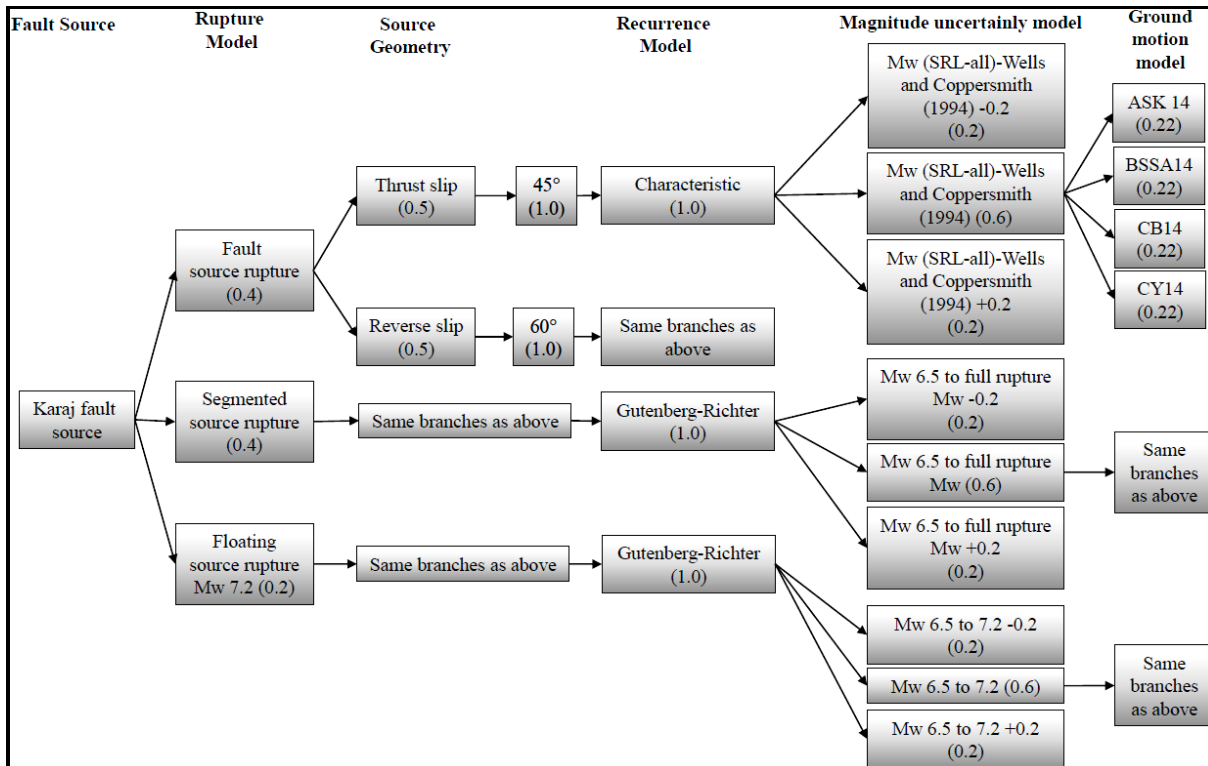 Fault Source
Rupture
Model
Source
Geometry
Recurrence
Model
Magnitude uncertainly model
Ground
motion
model
Karaj fault
source
Fault
source rupture
(0.4)
Segmented
source rupture
(0.4)
Floating
source rupture
Mw 7.2 (0.2)
Thrust slip
(0.5)
45°
(1.0)
Reverse slip
(0.5)
60°
(1.0)
Same branches as above
Same branches as above
Characteristic
(1.0)
Same branches as
above
Gutenberg-Richter
(1.0)
Gutenberg-Richter
(1.0)
Mw (SRL-all)-Wells
and Coppersmith
(1994) -0.2
(0.2)
Mw (SRL-all)-Wells
and Coppersmith
(1994) (0.6)
Mw (SRL-all)-Wells
and Coppersmith
(1994) +0.2
(0.2)
Mw 6.5 to full rupture
Mw -0.2
(0.2)
Mw 6.5 to full rupture
Mw (0.6)
Mw 6.5 to full rupture
Mw +0.2
(0.2)
Mw 6.5 to 7.2 -0.2
(0.2)
Mw 6.5 to 7.2 (0.6)
Mw 6.5 to 7.2 +0.2
(0.2)
ASK 14
(0.22)
BSSA14
(0.22)
CB14
(0.22)
CY14
(0.22)
Same
branches
as above
Same
branches
as above